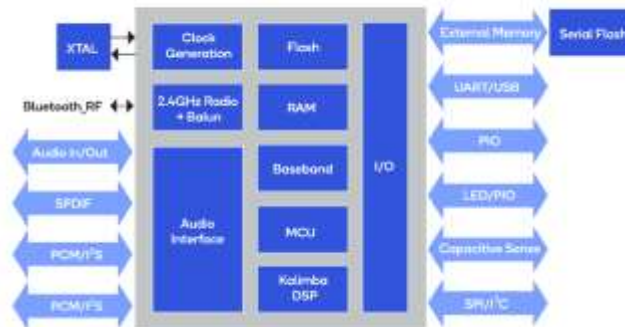 XTAL
Bluetooth_RF
Audio In/Out
SPDIF
PCM/I²S
PCM/I²S
Clock
Generation
2.4GHz Radio
+ Balun
Audio
Interface
Flash
RAM
Baseband
MCU
Kalimba
DSP
I/O
External Memory
UART/USB
PIO
LED/PIO
Capacitive Sense
SPI/I²C
Serial Flash